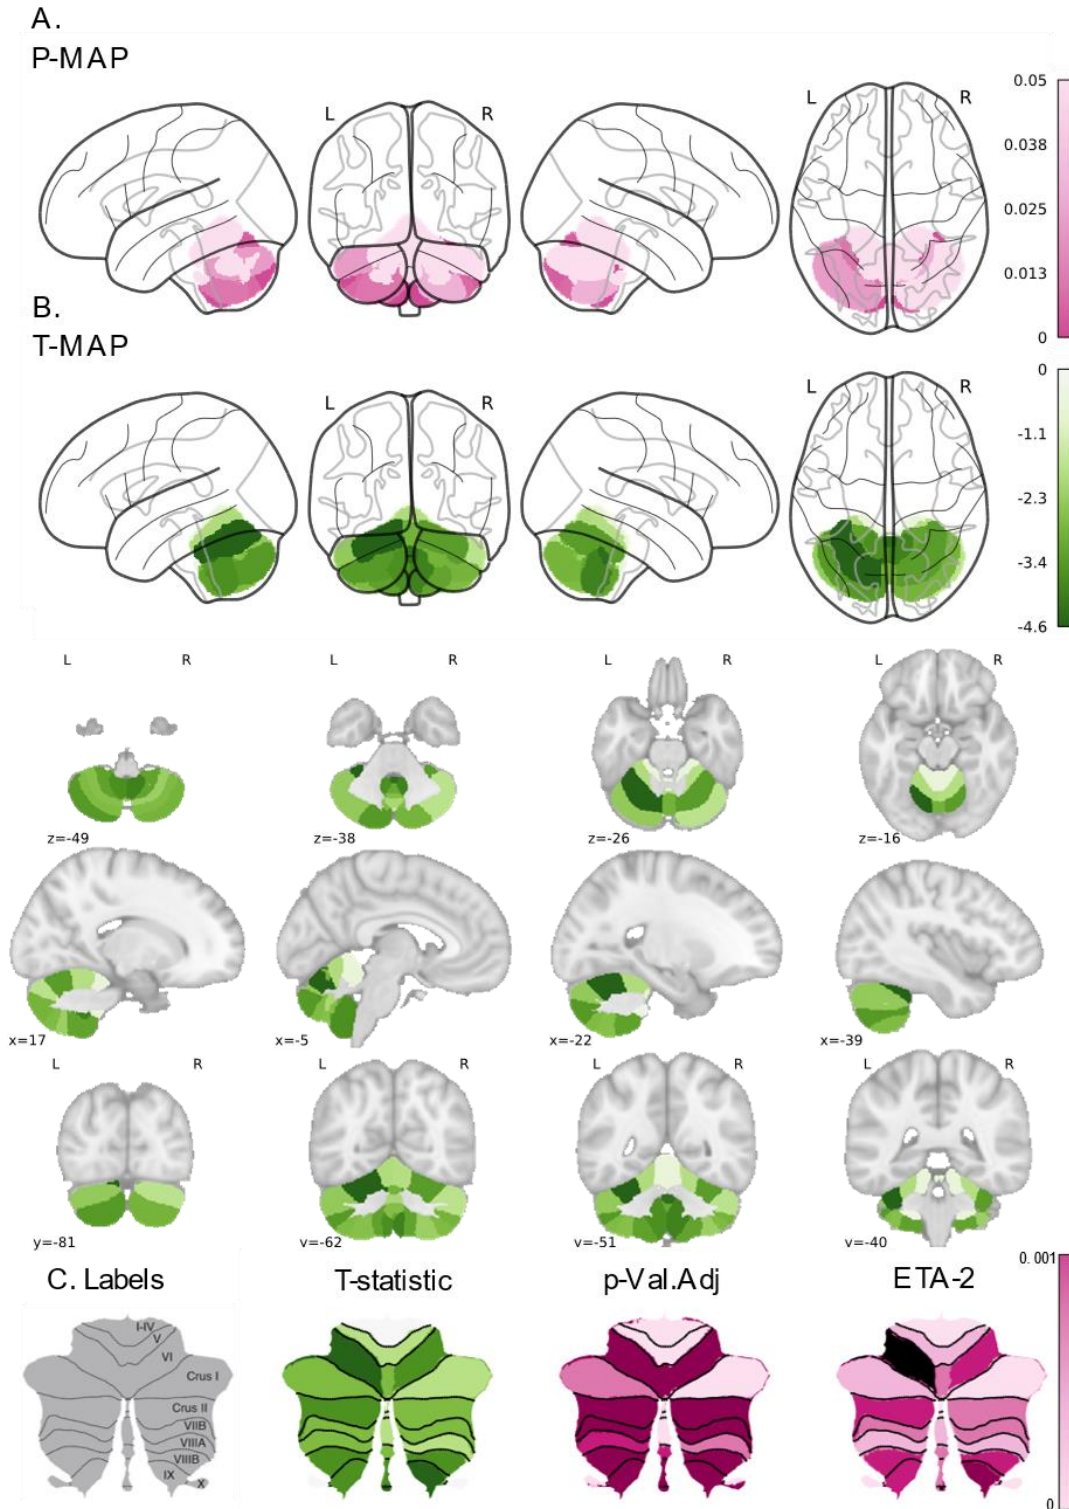 A.
P-MAP
L R L R
0.05
0.038
0.025
0.013
0
B.
T-MAP
L R L R
0
-1.1
-2.3
-3.4
-4.6
L R L R L R L R
z=-49 z=-38 z=-26 z=-16
x=17 x=-5 x=-22 x=-39
L R L R L R L R
y=-81 v=-62 v=-51 v=-40
C. Labels T-statistic p-Val.Adj ETA-2
0.001
I-IV
V
VI
Crus I
Crus II
VIIB
VIIIA
VIIIB
IX
X
0